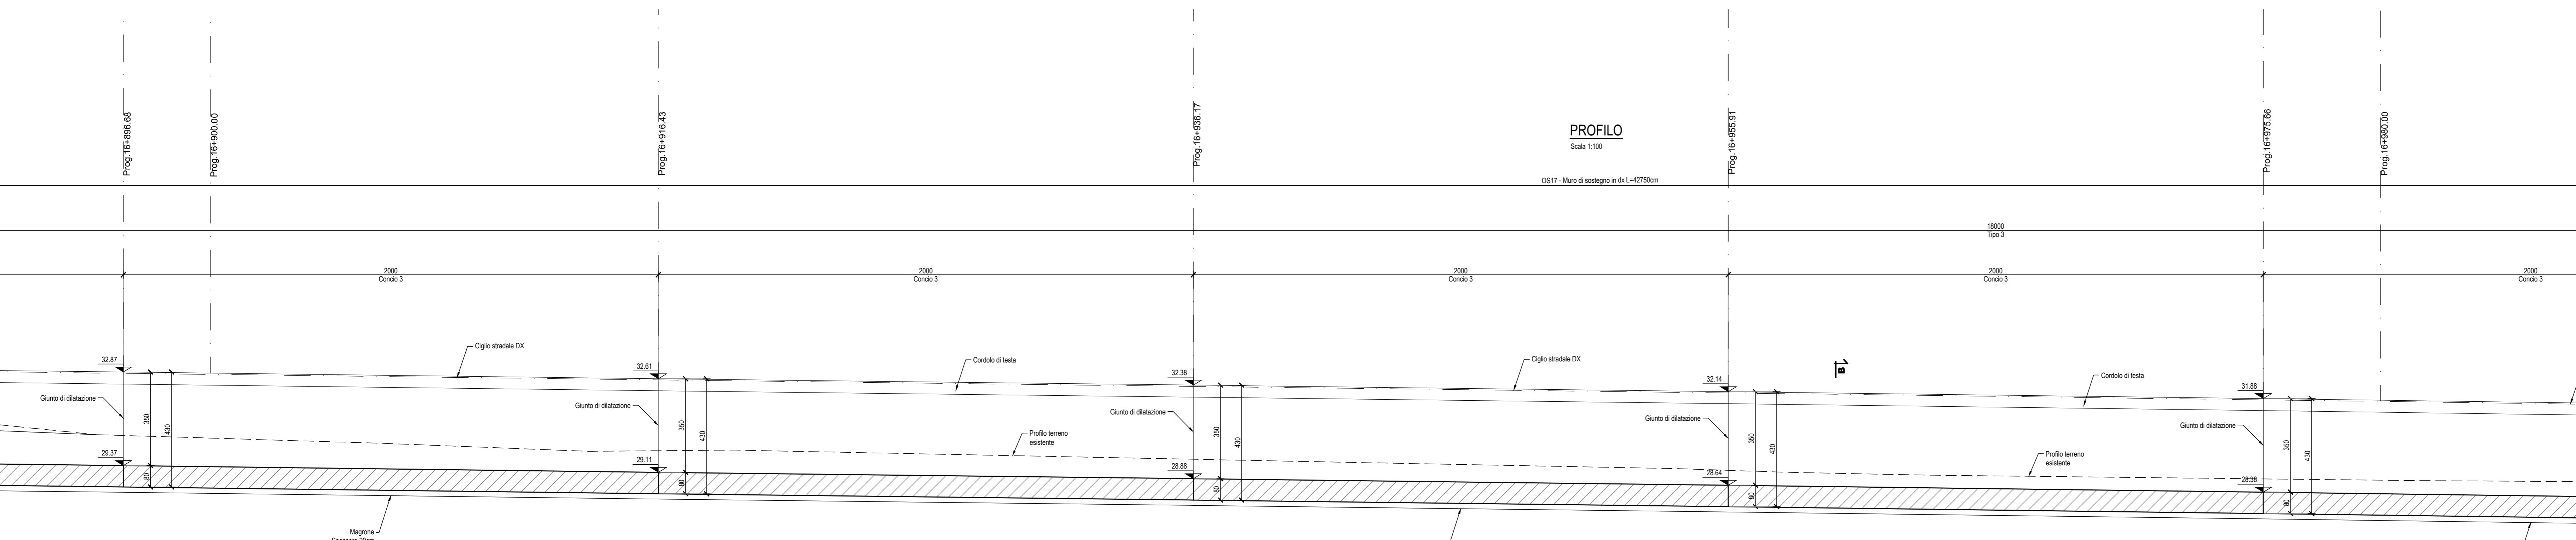 Prog.16+896.68
Prog.16+900.00
Prog.16+916.43
Prog.16+936.17
Prog.16+955.91
Prog.16+975.66
Prog.16+980.00
PROFILO
Scala 1:100
OS17 - Muro di sostegno in dx L=42750cm
18000
Tipo 3
2000
Concio 3
2000
Concio 3
2000
Concio 3
2000
Concio 3
2000
Concio 3
32.87
Ciglio stradale DX
32.61
Cordolo di testa
32.38
Ciglio stradale DX
32.14
B
Cordolo di testa
31.88
Giunto di dilatazione
Giunto di dilatazione
Giunto di dilatazione
Giunto di dilatazione
Giunto di dilatazione
350
430
350
430
350
430
350
430
350
430
Profilo terreno
esistente
Profilo terreno
esistente
29.37
29.11
28.88
28.64
28.38
80
80
80
80
80
Magrone